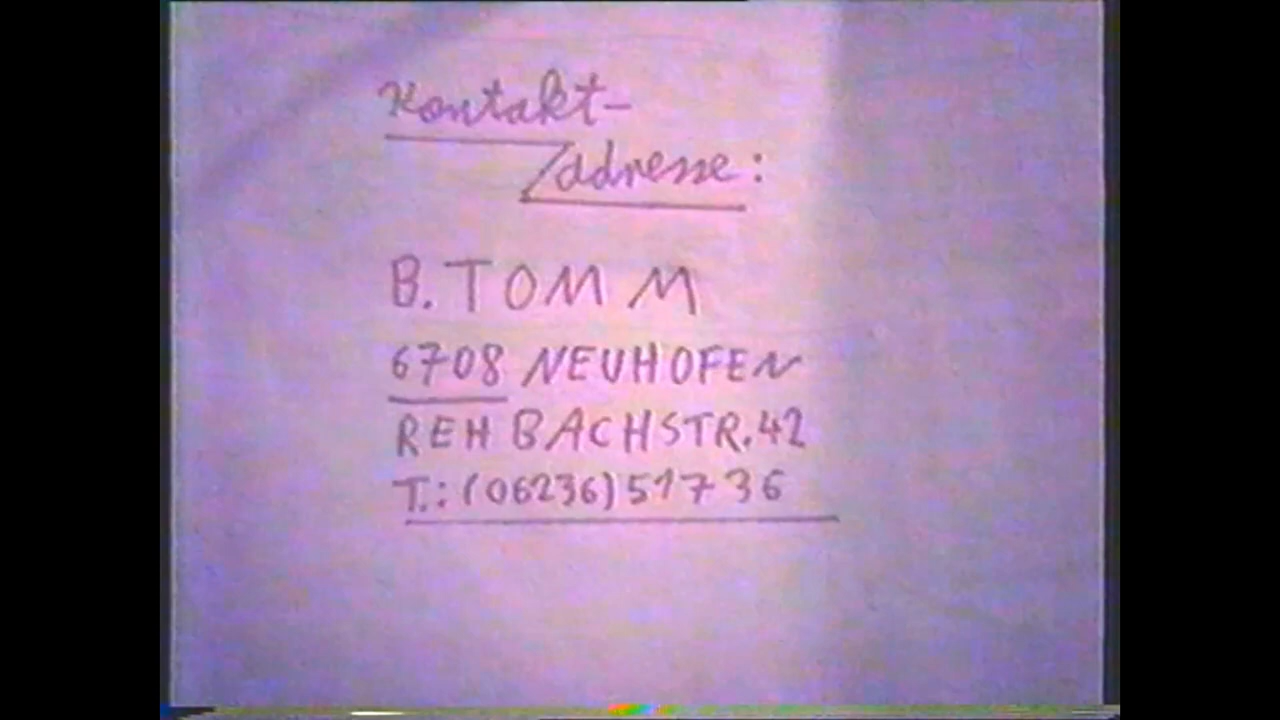 Kontakt-
adresse:
B. TOMM
6708 NEUHOFEN
REHBACHSTR. 42
T.: (06236) 51736